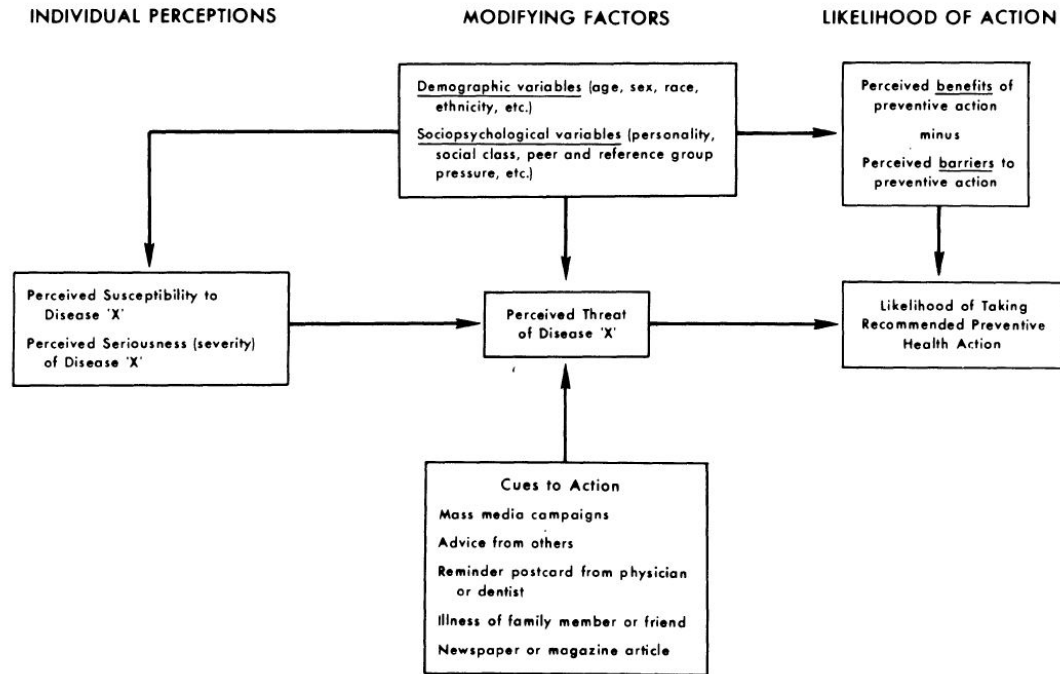 INDIVIDUAL PERCEPTIONS
MODIFYING FACTORS
LIKELIHOOD OF ACTION
Demographic variables (age, sex, race,
ethnicity, etc.)
Sociopsychological variables (personality,
social class, peer and reference group
pressure, etc.)
Perceived benefits of
preventive action
minus
Perceived barriers to
preventive action
Perceived Susceptibility to
Disease 'X'
Perceived Seriousness (severity)
of Disease 'X'
Perceived Threat
of Disease 'X'
Likelihood of Taking
Recommended Preventive
Health Action
Cues to Action
Mass media campaigns
Advice from others
Reminder postcard from physician
or dentist
Illness of family member or friend
Newspaper or magazine article